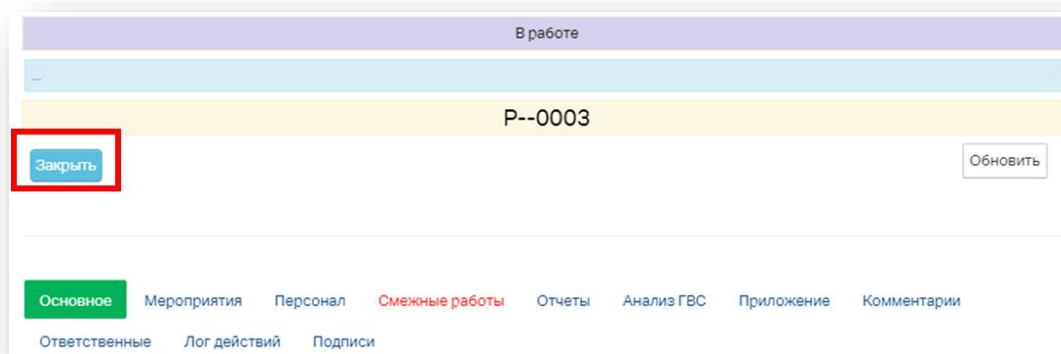 В работе
...
Р--0003
Закрыть
Обновить
Основное Мероприятия Персонал Смежные работы Отчеты Анализ ГВС Приложение Комментарии
Ответственные Лог действий Подписи